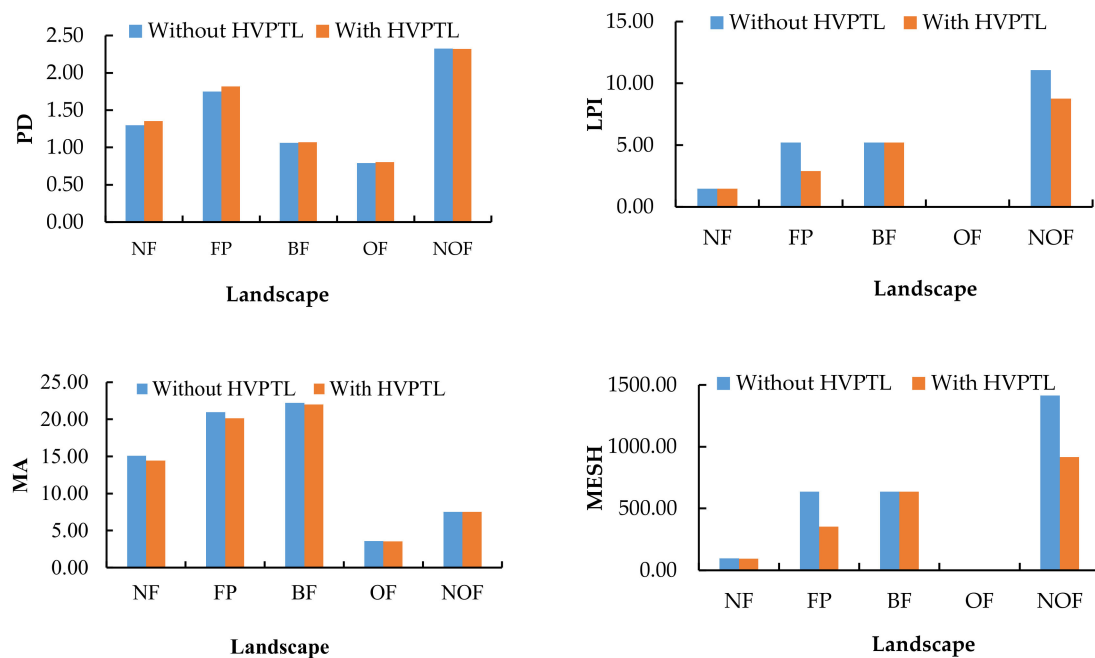 Without HVPTL With HVPTL
2.50
2.00
1.50
1.00
0.50
0.00
PD
NF FP BF OF NOF
Landscape
Without HVPTL With HVPTL
15.00
10.00
5.00
0.00
LPI
NF FP BF OF NOF
Landscape
Without HVPTL With HVPTL
25.00
20.00
15.00
10.00
5.00
0.00
MA
NF FP BF OF NOF
Landscape
Without HVPTL With HVPTL
1500.00
1000.00
500.00
0.00
MESH
NF FP BF OF NOF
Landscape